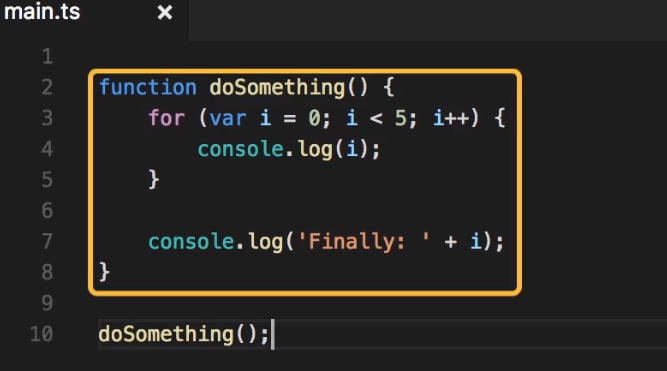 main.ts ×
1
2 function doSomething() {
3     for (var i = 0; i < 5; i++) {
4         console.log(i);
5     }
6
7     console.log('Finally: ' + i);
8 }
9
10 doSomething();